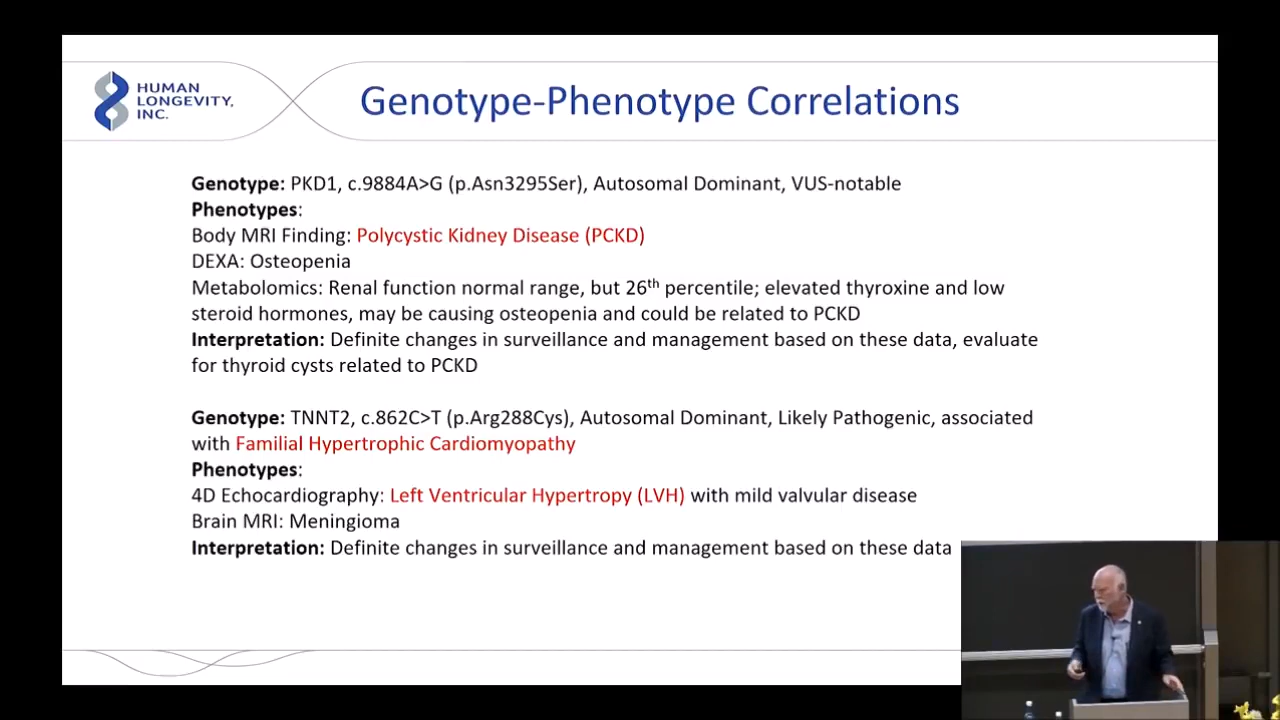 HUMAN
LONGEVITY,
INC.
Genotype-Phenotype Correlations
Genotype: PKD1, c.9884A>G (p.Asn3295Ser), Autosomal Dominant, VUS-notable
Phenotypes:
Body MRI Finding: Polycystic Kidney Disease (PCKD)
DEXA: Osteopenia
Metabolomics: Renal function normal range, but 26th percentile; elevated thyroxine and low
steroid hormones, may be causing osteopenia and could be related to PCKD
Interpretation: Definite changes in surveillance and management based on these data, evaluate
for thyroid cysts related to PCKD
Genotype: TNNT2, c.862C>T (p.Arg288Cys), Autosomal Dominant, Likely Pathogenic, associated
with Familial Hypertrophic Cardiomyopathy
Phenotypes:
4D Echocardiography: Left Ventricular Hypertropy (LVH) with mild valvular disease
Brain MRI: Meningioma
Interpretation: Definite changes in surveillance and management based on these data